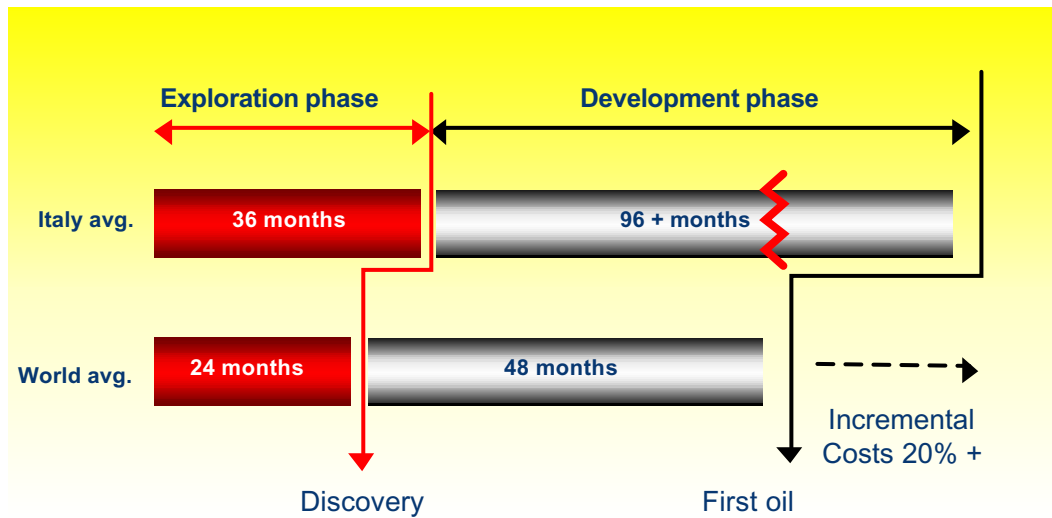 Exploration phase
Development phase
Italy avg.
36 months
96 + months
World avg.
24 months
48 months
Incremental
Costs 20% +
Discovery
First oil